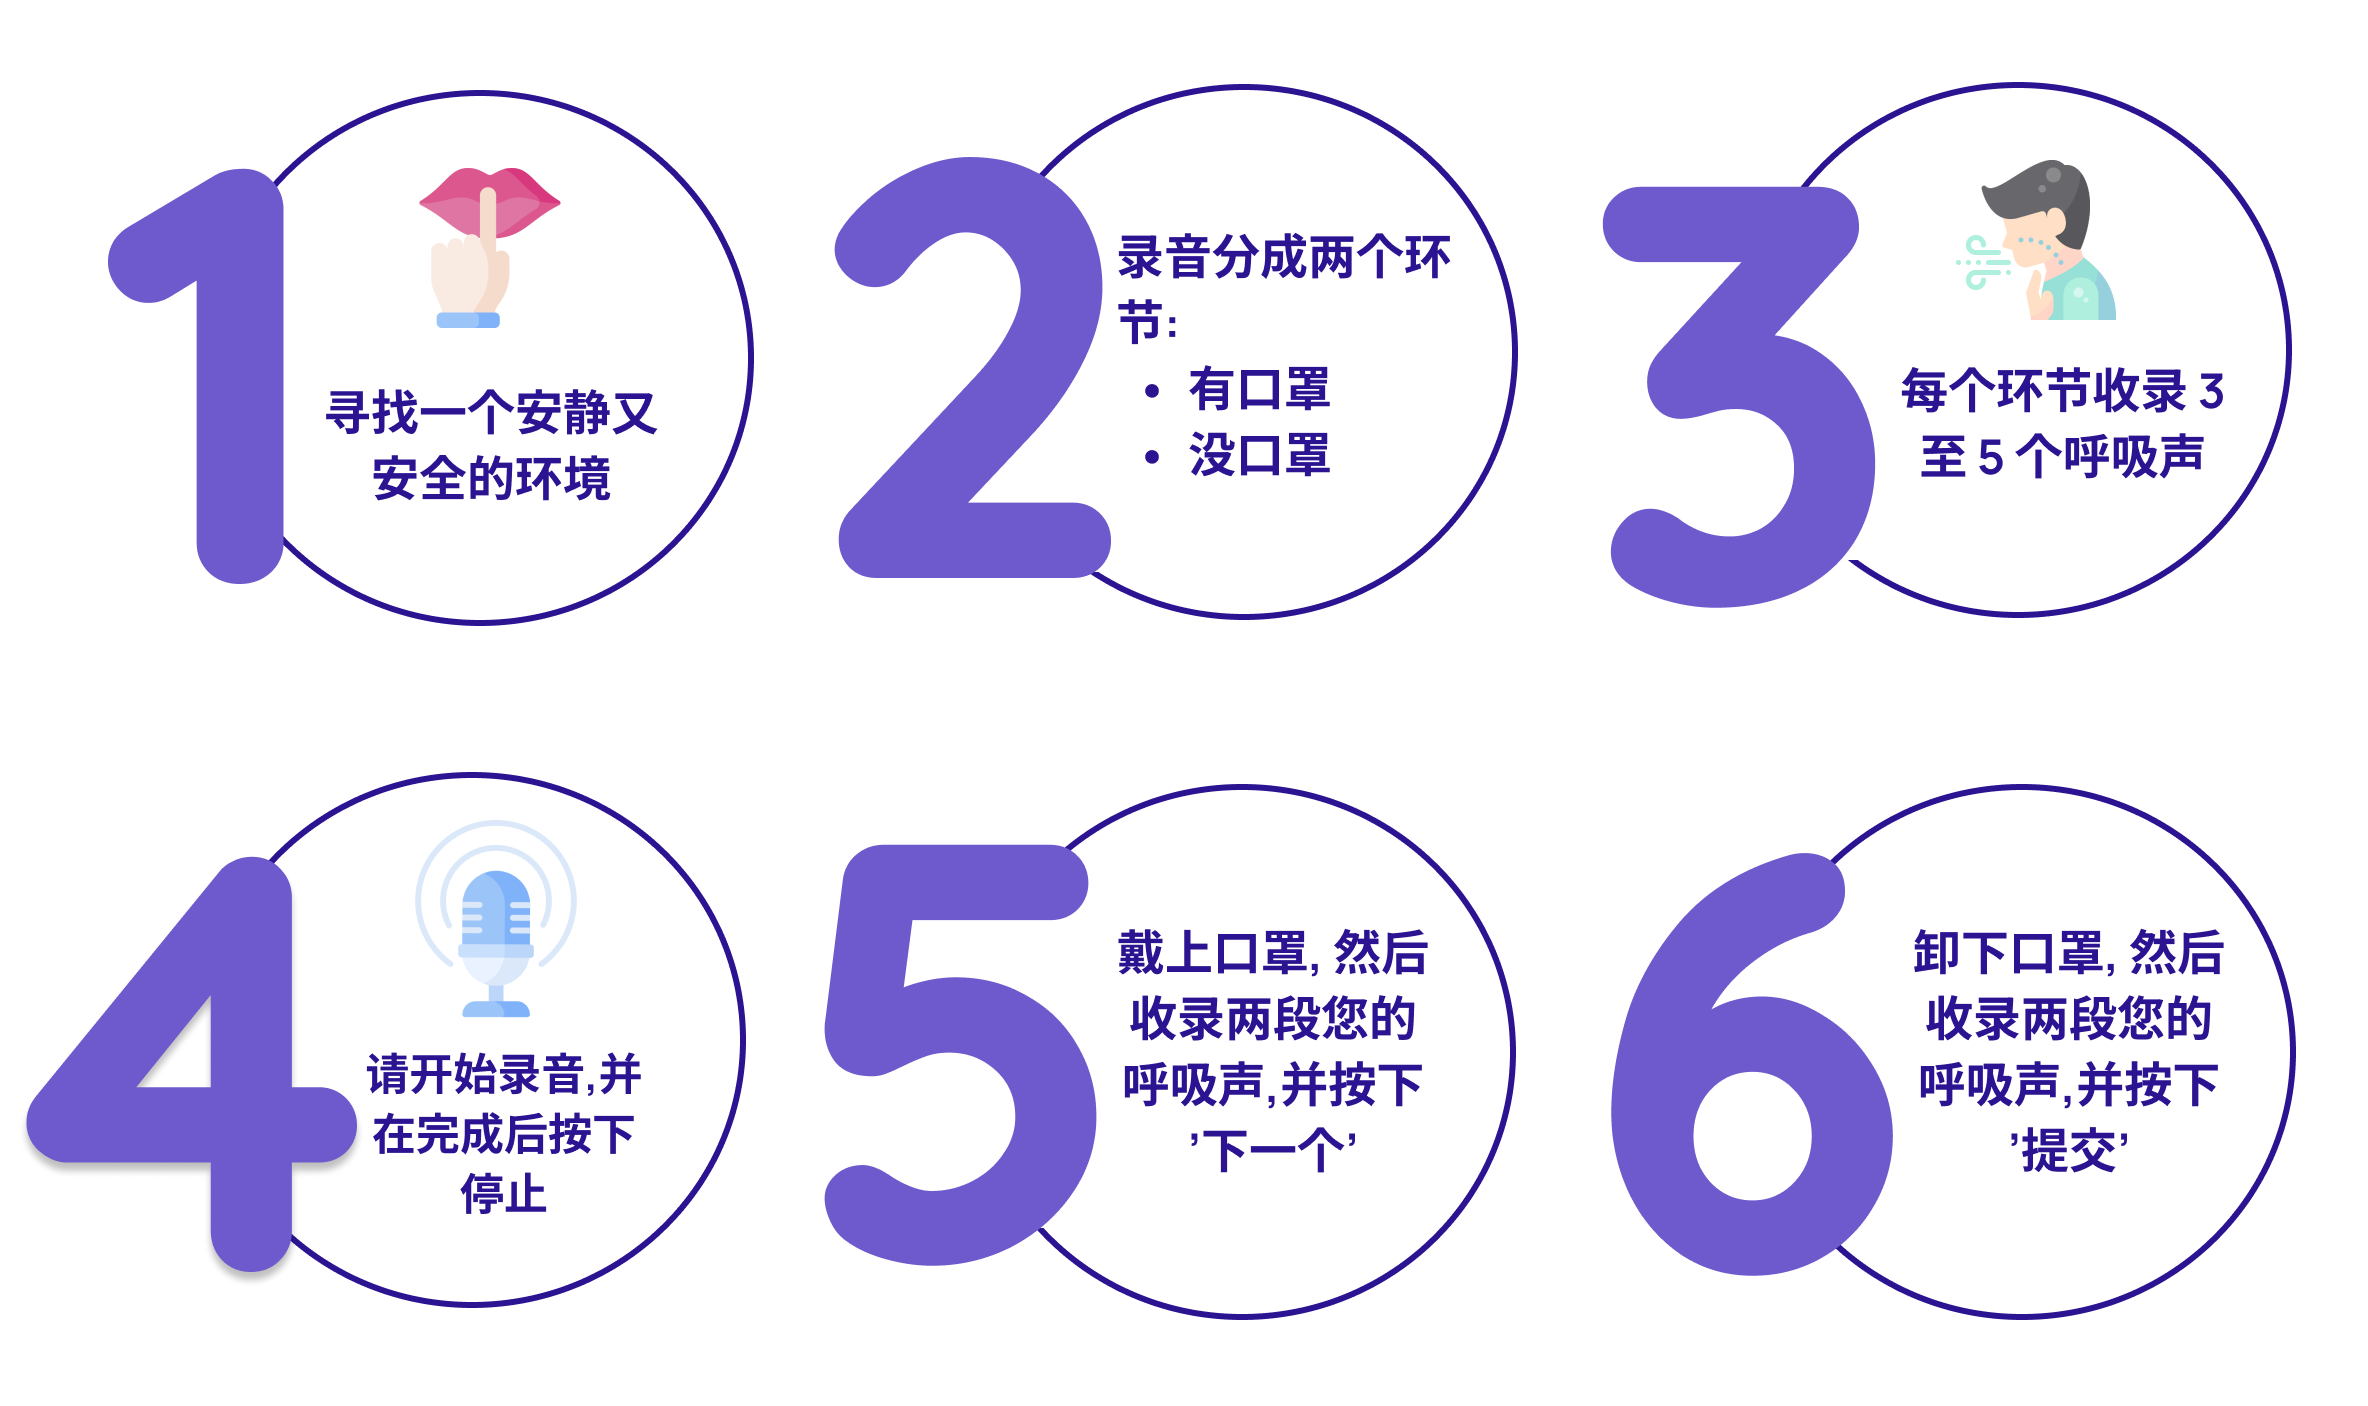 1
寻找一个安静又
安全的环境
2
录音分成两个环
节:
• 有口罩
• 没口罩
3
每个环节收录 3
至 5 个呼吸声
4
请开始录音,并
在完成后按下
停止
5
戴上口罩, 然后
收录两段您的
呼吸声,并按下
’下一个’
6
卸下口罩, 然后
收录两段您的
呼吸声,并按下
’提交’